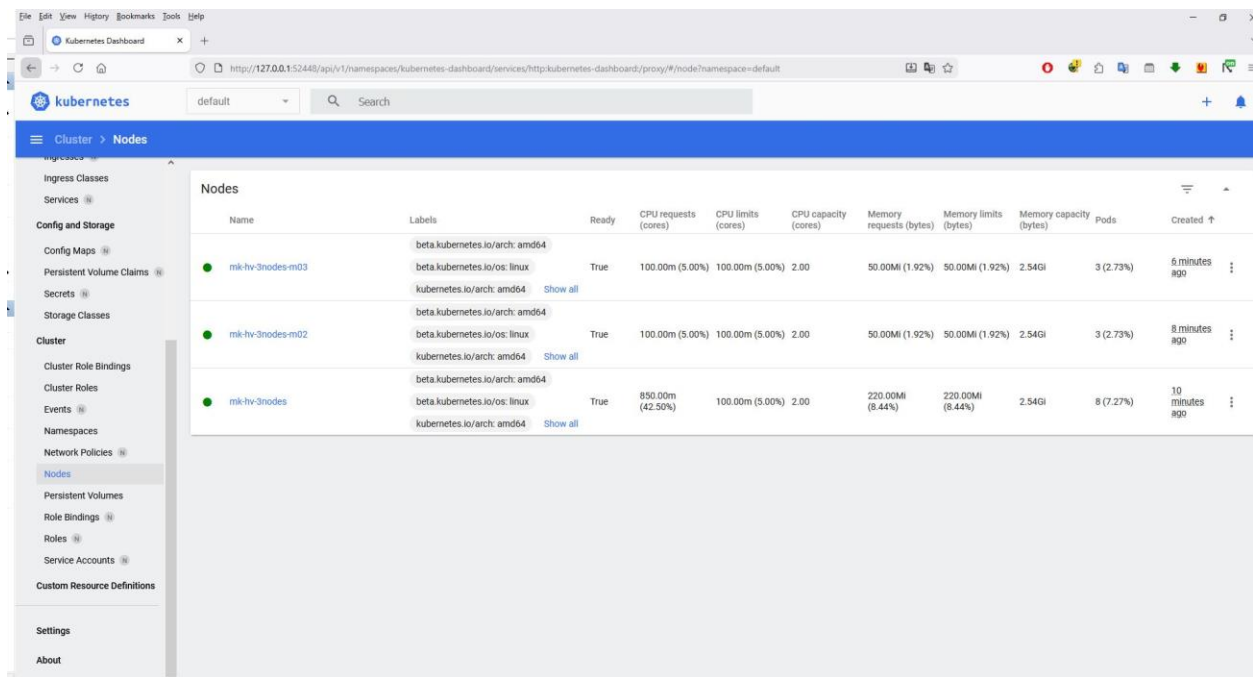 File Edit View History Bookmarks Tools Help
Kubernetes Dashboard
http://127.0.0.1:52448/api/v1/namespaces/kubernetes-dashboard/services/http:kubernetes-dashboard:/proxy/#/node?namespace=default
kubernetes
default
Search
Cluster > Nodes
Ingresses N
Ingress Classes
Services N
Config and Storage
Config Maps N
Persistent Volume Claims N
Secrets N
Storage Classes
Cluster
Cluster Role Bindings
Cluster Roles
Events N
Namespaces
Network Policies N
Nodes
Persistent Volumes
Role Bindings N
Roles N
Service Accounts N
Custom Resource Definitions
Settings
About
Nodes
Name Labels Ready CPU requests (cores) CPU limits (cores) CPU capacity (cores) Memory requests (bytes) Memory limits (bytes) Memory capacity (bytes) Pods Created ↑
beta.kubernetes.io/arch: amd64
mk-hv-3nodes-m03 beta.kubernetes.io/os: linux True 100.00m (5.00%) 100.00m (5.00%) 2.00 50.00Mi (1.92%) 50.00Mi (1.92%) 2.54Gi 3 (2.73%) 6 minutes ago
kubernetes.io/arch: amd64 Show all
beta.kubernetes.io/arch: amd64
mk-hv-3nodes-m02 beta.kubernetes.io/os: linux True 100.00m (5.00%) 100.00m (5.00%) 2.00 50.00Mi (1.92%) 50.00Mi (1.92%) 2.54Gi 3 (2.73%) 8 minutes ago
kubernetes.io/arch: amd64 Show all
beta.kubernetes.io/arch: amd64
mk-hv-3nodes beta.kubernetes.io/os: linux True 850.00m (42.50%) 100.00m (5.00%) 2.00 220.00Mi (8.44%) 220.00Mi (8.44%) 2.54Gi 8 (7.27%) 10 minutes ago
kubernetes.io/arch: amd64 Show all